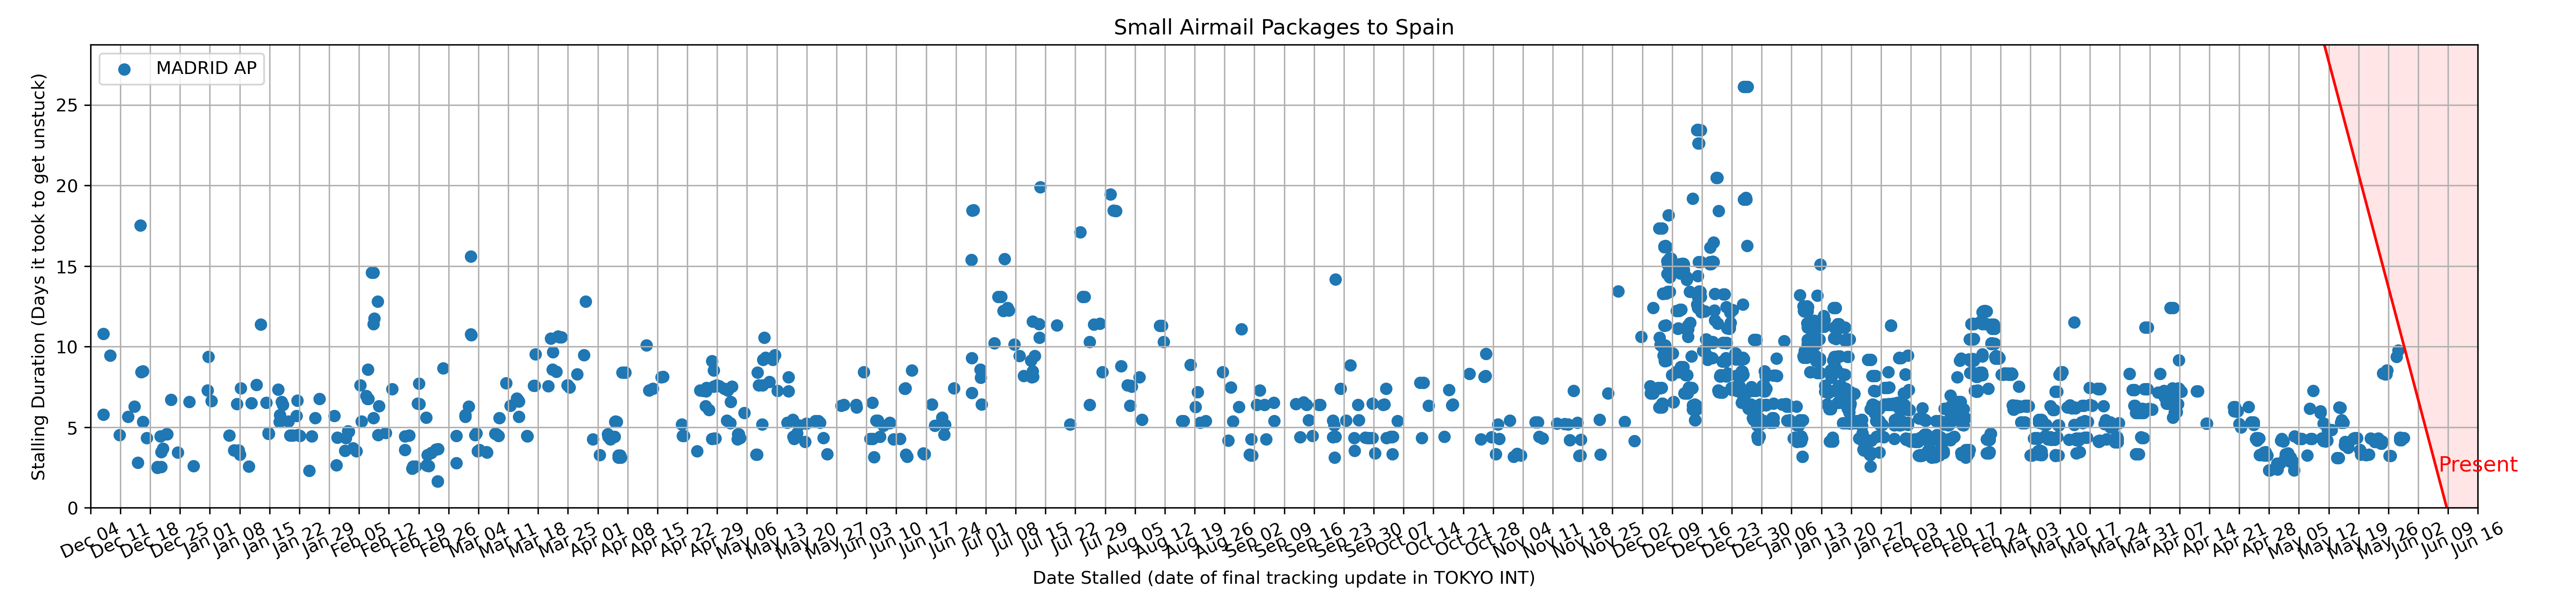 Small Airmail Packages to Spain
MADRID AP
Stalling Duration (Days it took to get unstuck)
25
20
15
10
5
0
Present
Dec 04
Dec 11
Dec 18
Dec 25
Jan 01
Jan 08
Jan 15
Jan 22
Jan 29
Feb 05
Feb 12
Feb 19
Feb 26
Mar 04
Mar 11
Mar 18
Mar 25
Apr 01
Apr 08
Apr 15
Apr 22
Apr 29
May 06
May 13
May 20
May 27
Jun 03
Jun 10
Jun 17
Jun 24
Jul 01
Jul 08
Jul 15
Jul 22
Jul 29
Aug 05
Aug 12
Aug 19
Aug 26
Sep 02
Sep 09
Sep 16
Sep 23
Sep 30
Oct 07
Oct 14
Oct 21
Oct 28
Nov 04
Nov 11
Nov 18
Nov 25
Dec 02
Dec 09
Dec 16
Dec 23
Dec 30
Jan 06
Jan 13
Jan 20
Jan 27
Feb 03
Feb 10
Feb 17
Feb 24
Mar 03
Mar 10
Mar 17
Mar 24
Mar 31
Apr 07
Apr 14
Apr 21
Apr 28
May 05
May 12
May 19
May 26
Jun 02
Jun 09
Jun 16
Date Stalled (date of final tracking update in TOKYO INT)